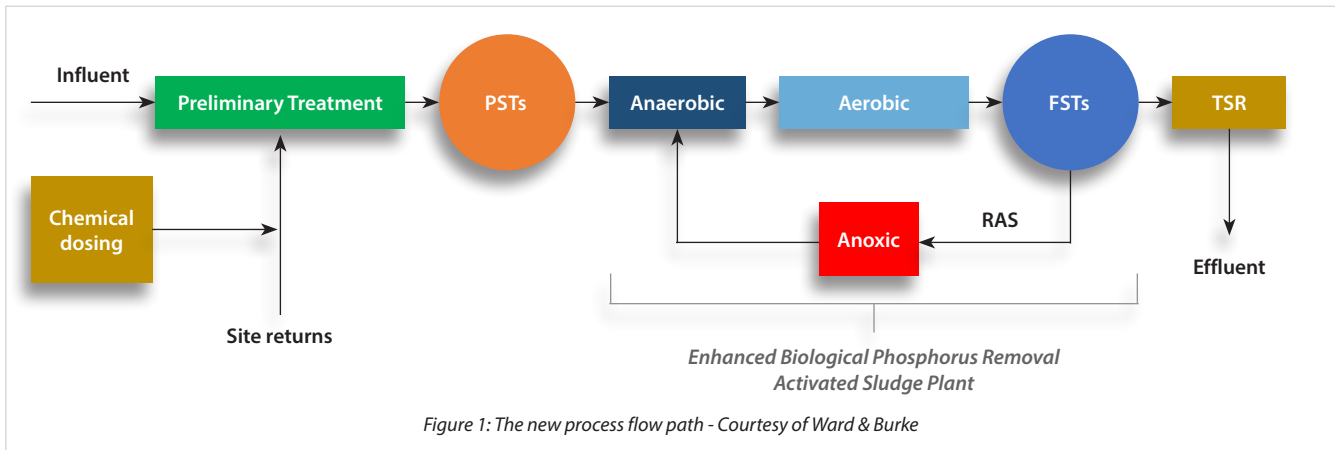 Influent
Preliminary Treatment
PSTs
Anaerobic
Aerobic
FSTs
TSR
Chemical
dosing
Anoxic
RAS
Effluent
Site returns
Enhanced Biological Phosphorus Removal
Activated Sludge Plant
Figure 1: The new process flow path - Courtesy of Ward & Burke